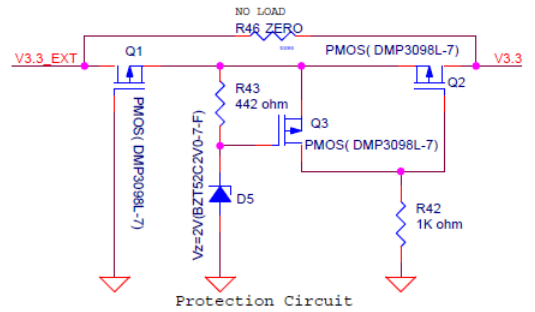 NO LOAD
R46 ZERO
V3.3_EXT
Q1
PMOS( DMP3098L-7)
V3.3
Q2
R43
442 ohm
Q3
PMOS( DMP3098L-7)
PMOS( DMP3098L-7)
Vz=2V(BZT52C2V0-7-F)
D5
R42
1K ohm
Protection Circuit